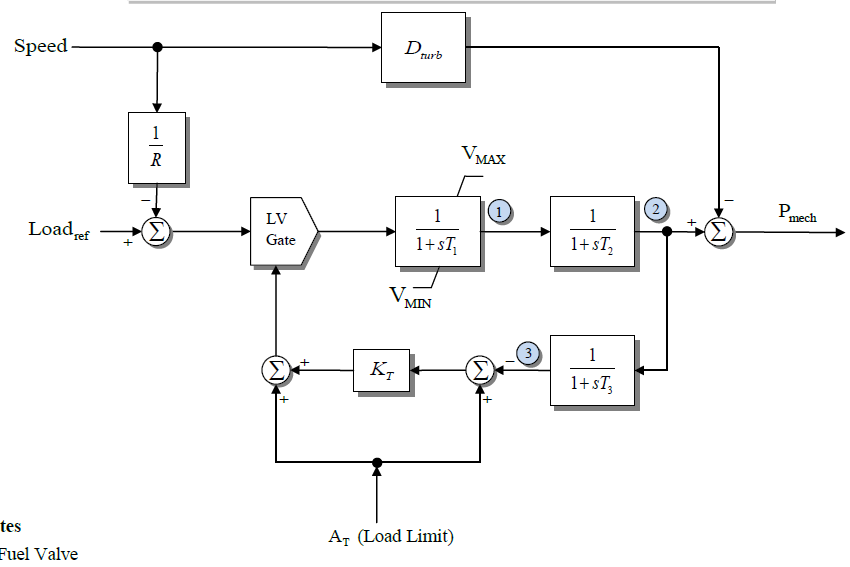 Speed
D_turb
1
R
−
V_MAX
LV
Gate
1
1+sT_1
1
1
1+sT_2
2
+
−
P_mech
Load_ref
+
Σ
Σ
V_MIN
Σ
+
+
K_T
Σ
−
+
3
1
1+sT_3
A_T (Load Limit)
tes
Fuel Valve